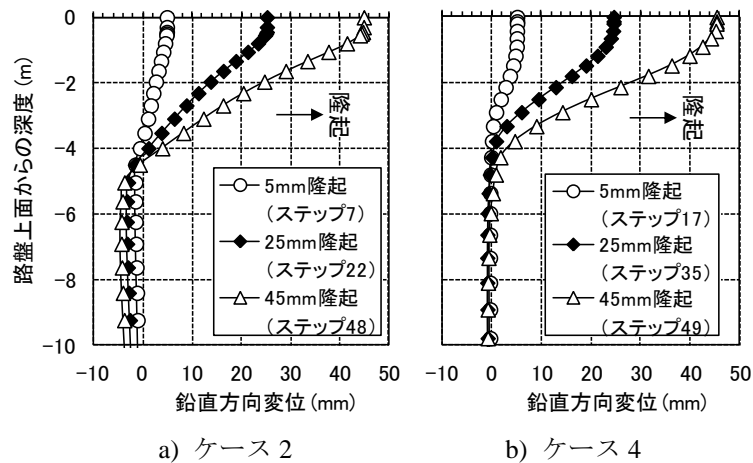 路盤上面からの深度(m)
0
−2
−4
−6
−8
−10
−10 0 10 20 30 40 50
鉛直方向変位(mm)
隆起
5mm隆起
(ステップ7)
25mm隆起
(ステップ22)
45mm隆起
(ステップ48)
a) ケース 2
0
−2
−4
−6
−8
−10
−10 0 10 20 30 40 50
鉛直方向変位(mm)
隆起
5mm隆起
(ステップ17)
25mm隆起
(ステップ35)
45mm隆起
(ステップ49)
b) ケース 4